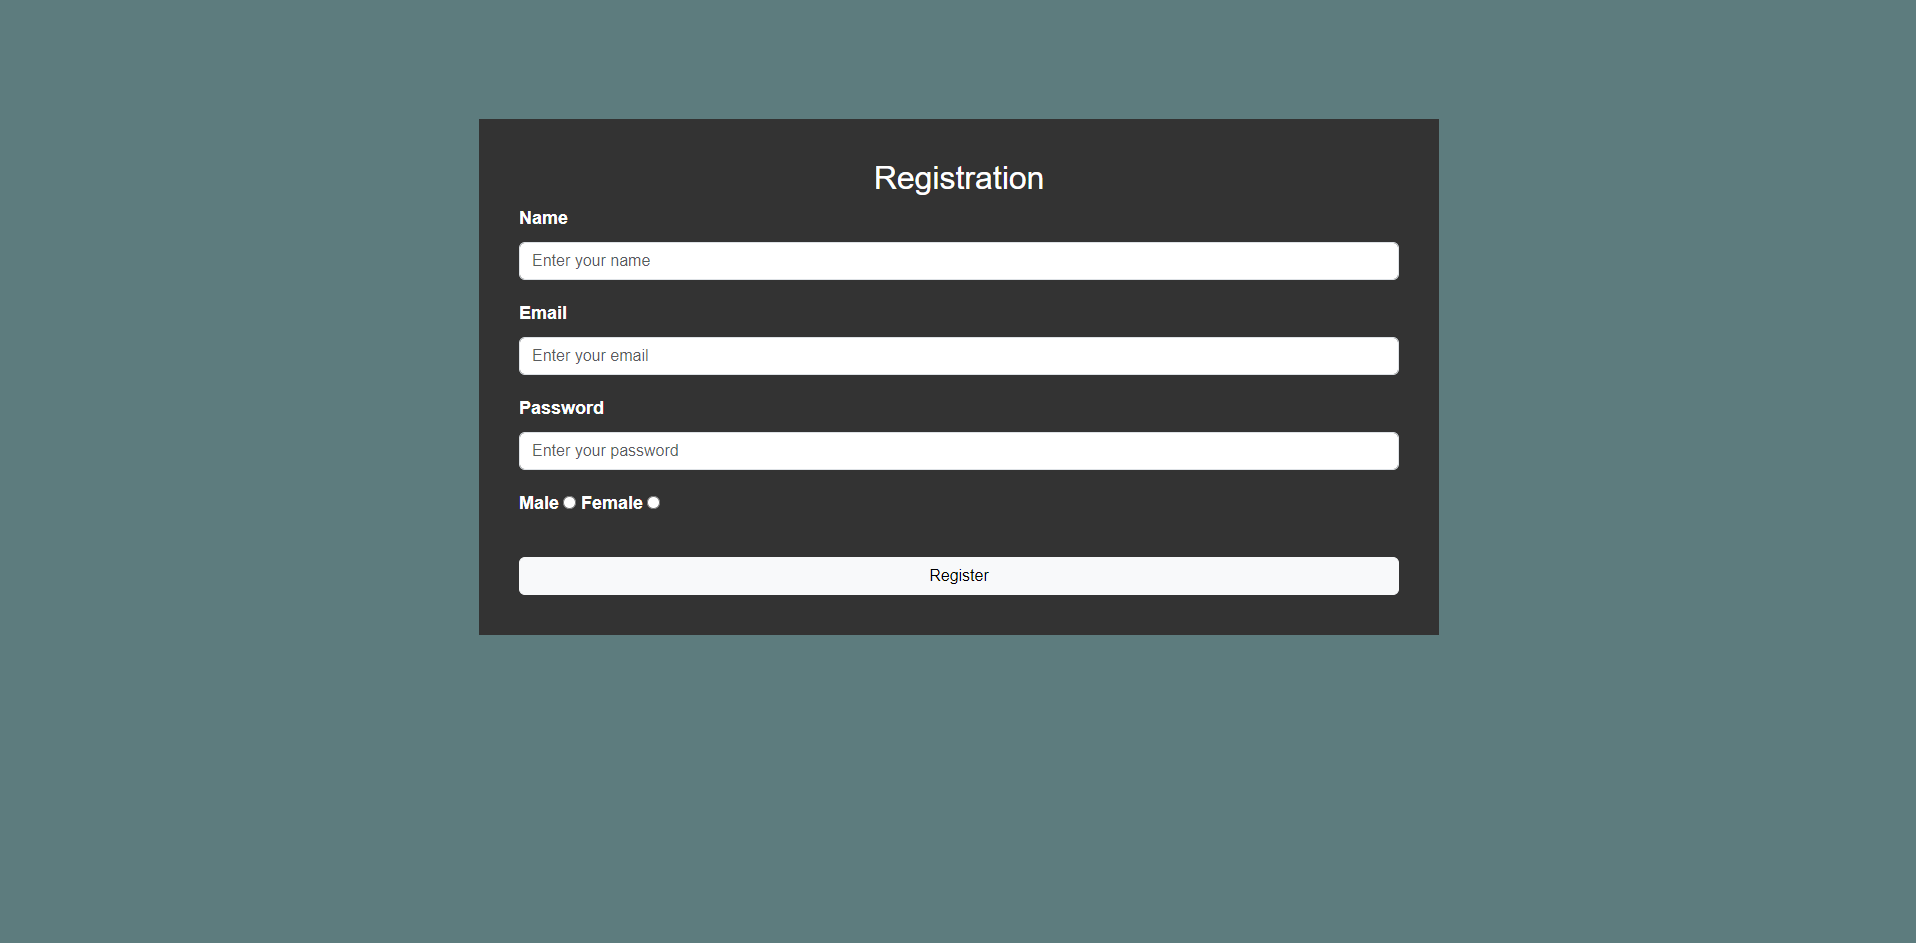 Registration
Name
Enter your name
Email
Enter your email
Password
Enter your password
Male Female
Register